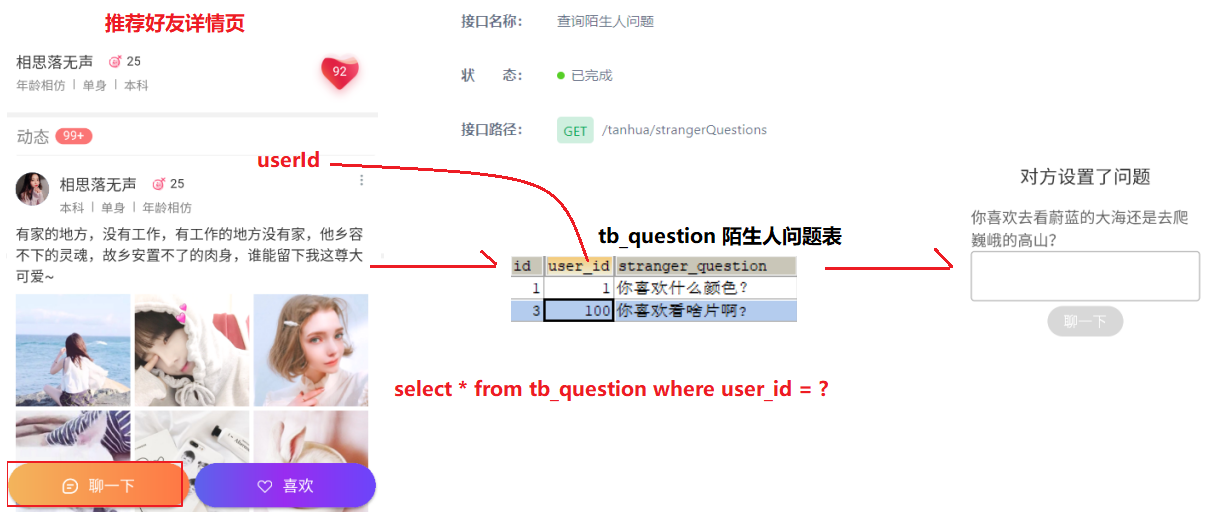 推荐好友详情页
相思落无声 25
92
年龄相仿 | 单身 | 本科
动态 99+
相思落无声 25
本科 | 单身 | 年龄相仿
有家的地方，没有工作，有工作的地方没有家，他乡容
不下的灵魂，故乡安置不了的肉身，谁能留下我这尊大
可爱~
聊一下
喜欢
接口名称： 查询陌生人问题
状 态： 已完成
接口路径： GET /tanhua/strangerQuestions
userId
tb_question 陌生人问题表
id user_id stranger_question
1 1 你喜欢什么颜色？
3 100 你喜欢看啥片啊？
select * from tb_question where user_id = ?
对方设置了问题
你喜欢去看蔚蓝的大海还是去爬
巍峨的高山？
聊一下